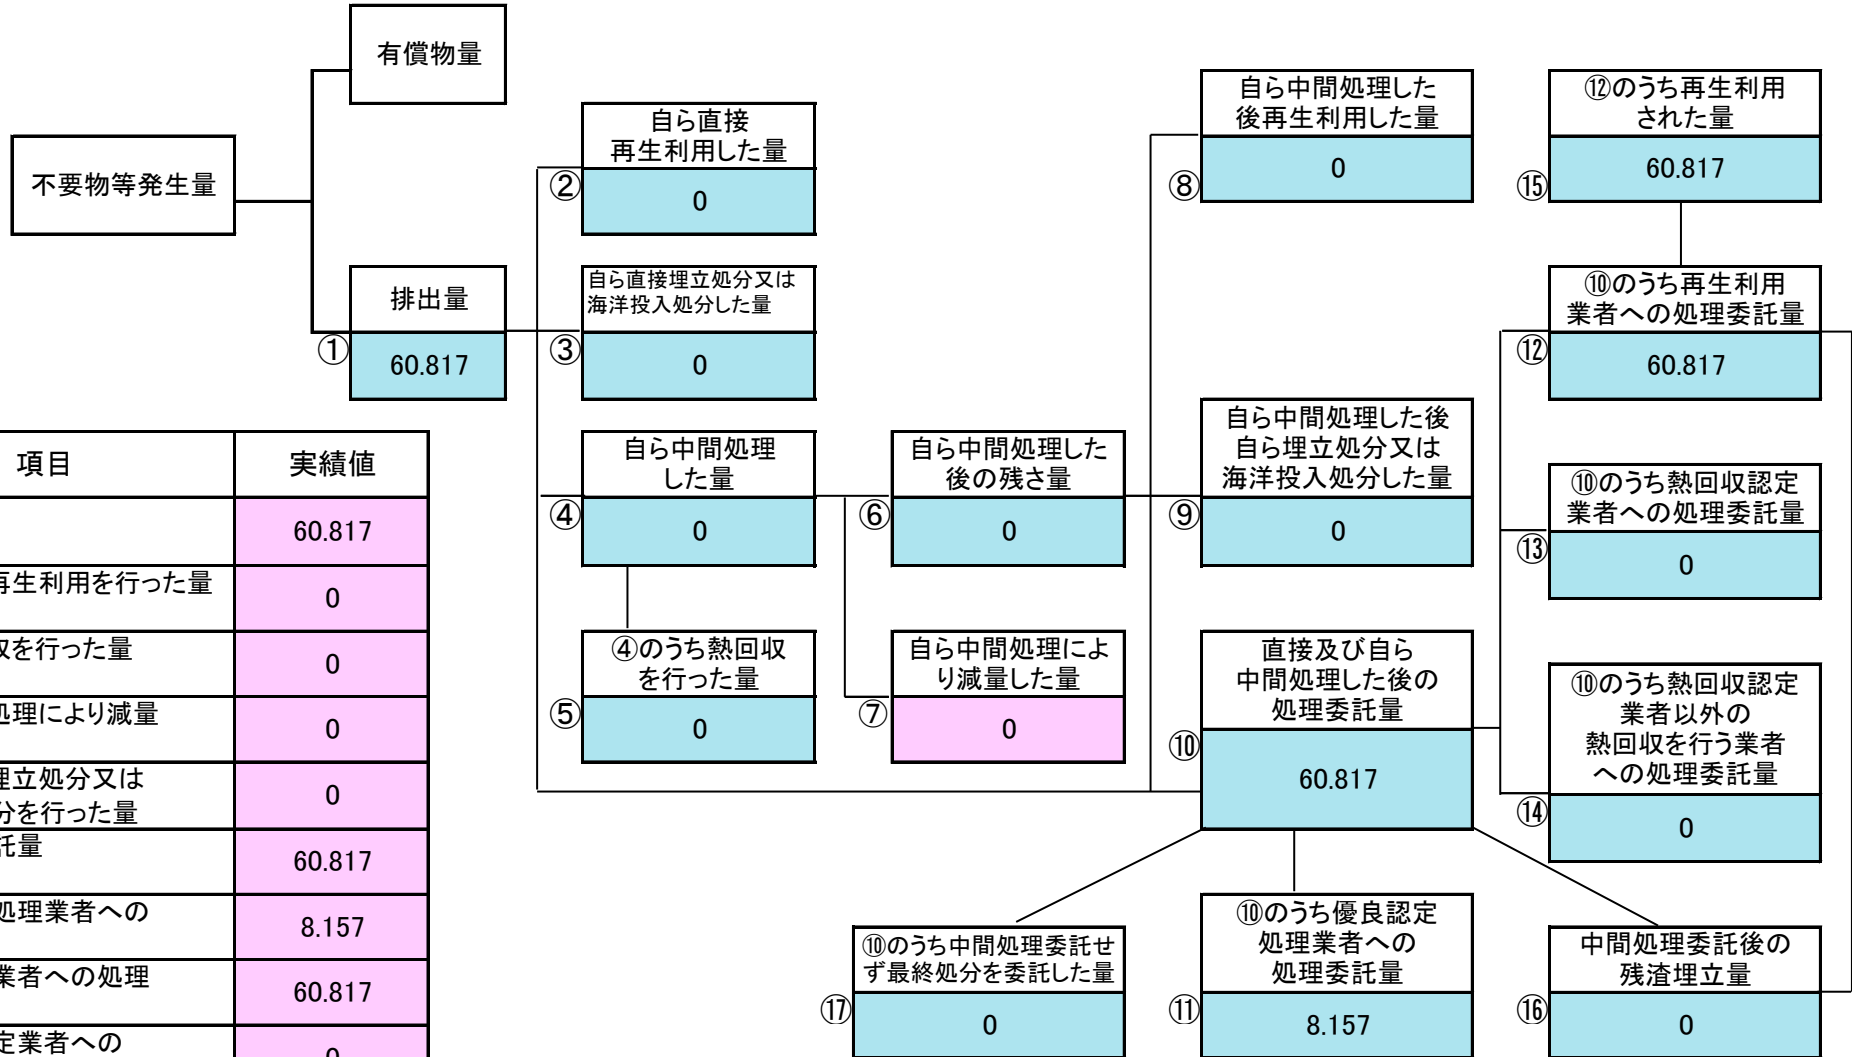 有償物量
不要物等発生量
排出量
①
60.817
自ら直接
再生利用した量
②
0
自ら直接埋立処分又は
海洋投入処分した量
③
0
自ら中間処理
した量
④
0
④のうち熱回収
を行った量
⑤
0
自ら中間処理した
後の残さ量
⑥
0
自ら中間処理によ
り減量した量
⑦
0
自ら中間処理した
後再生利用した量
⑧
0
自ら中間処理した後
自ら埋立処分又は
海洋投入処分した量
⑨
0
直接及び自ら
中間処理した後の
処理委託量
⑩
60.817
⑫のうち再生利用
された量
⑮
60.817
⑩のうち再生利用
業者への処理委託量
⑫
60.817
⑩のうち熱回収認定
業者への処理委託量
⑬
0
⑩のうち熱回収認定
業者以外の
熱回収を行う業者
への処理委託量
⑭
0
⑩のうち中間処理委託せ
ず最終処分を委託した量
⑰
0
⑩のうち優良認定
処理業者への
処理委託量
⑪
8.157
中間処理委託後の
残渣埋立量
⑯
0
項目 実績値
60.817
再生利用を行った量 0
を行った量 0
処理により減量 0
埋立処分又は
分を行った量 0
託量 60.817
処理業者への 8.157
業者への処理 60.817
定業者への 0